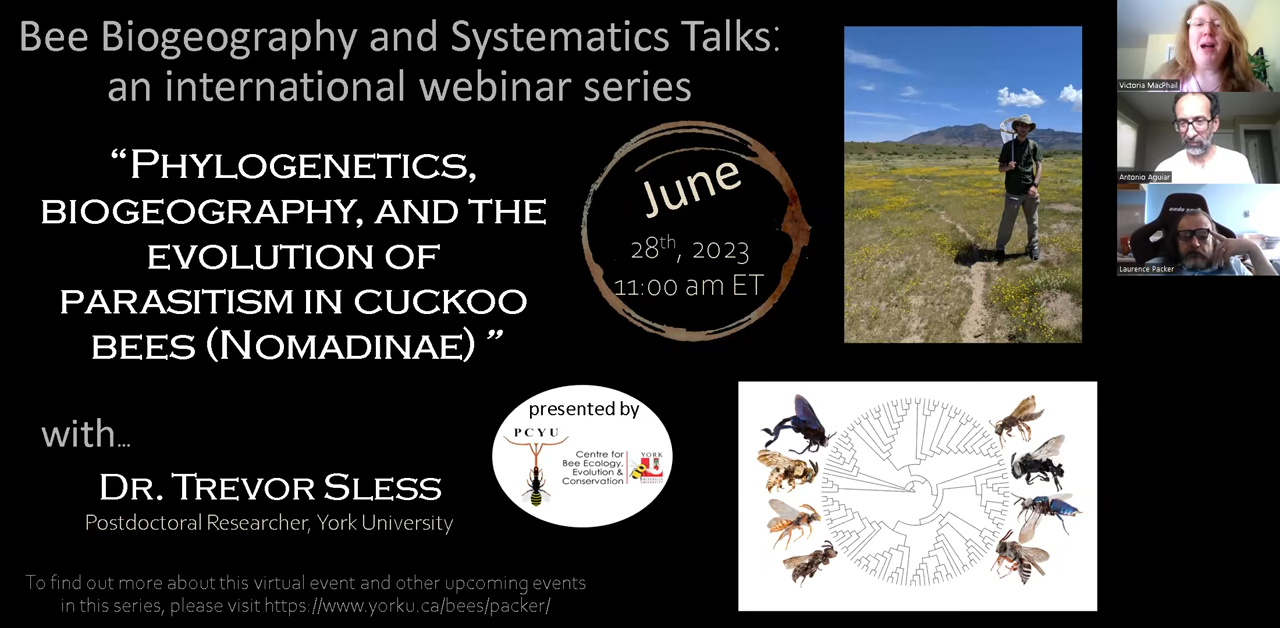 Bee Biogeography and Systematics Talks:
an international webinar series
“PHYLOGENETICS,
BIOGEOGRAPHY, AND THE
EVOLUTION OF
PARASITISM IN CUCKOO
BEES (NOMADINAE) ”
June
28th, 2023
11:00 am ET
with…
DR. TREVOR SLESS
Postdoctoral Researcher, York University
presented by
PCYU
Centre for
Bee Ecology,
Evolution &
Conservation
YORK
To find out more about this virtual event and other upcoming events
in this series, please visit https://www.yorku.ca/bees/packer/
Victoria MacPhail
Antonio Aguiar
Laurence Packer